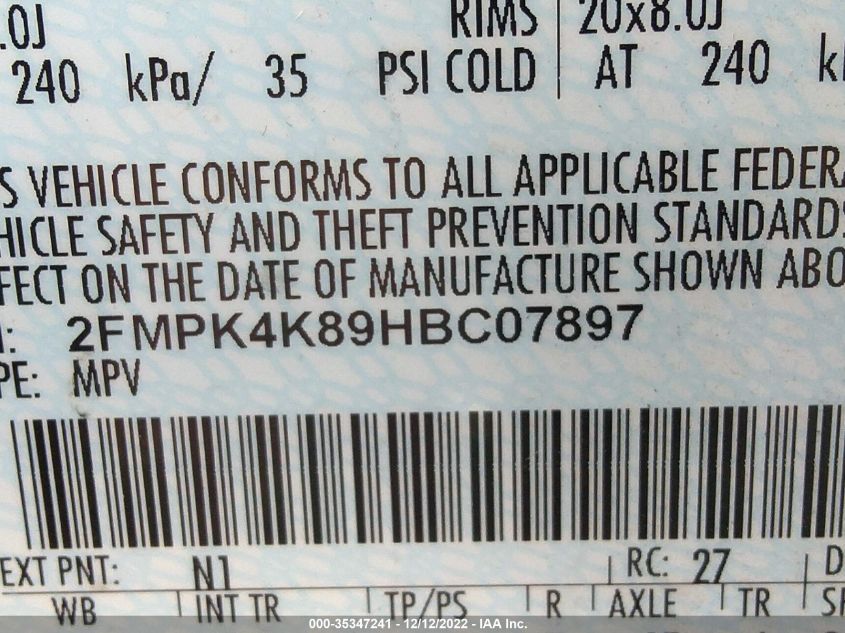 .0J RIMS 20x8.0J
240 kPa/ 35 PSI COLD AT 240
S VEHICLE CONFORMS TO ALL APPLICABLE FEDERA
HICLE SAFETY AND THEFT PREVENTION STANDARDS
FECT ON THE DATE OF MANUFACTURE SHOWN ABO
: 2FMPK4K89HBC07897
PE: MPV
EXT PNT: N1 RC: 27 D
WB INT TR TP/PS R AXLE TR
000-35347241 - 12/12/2022 - IAA Inc.